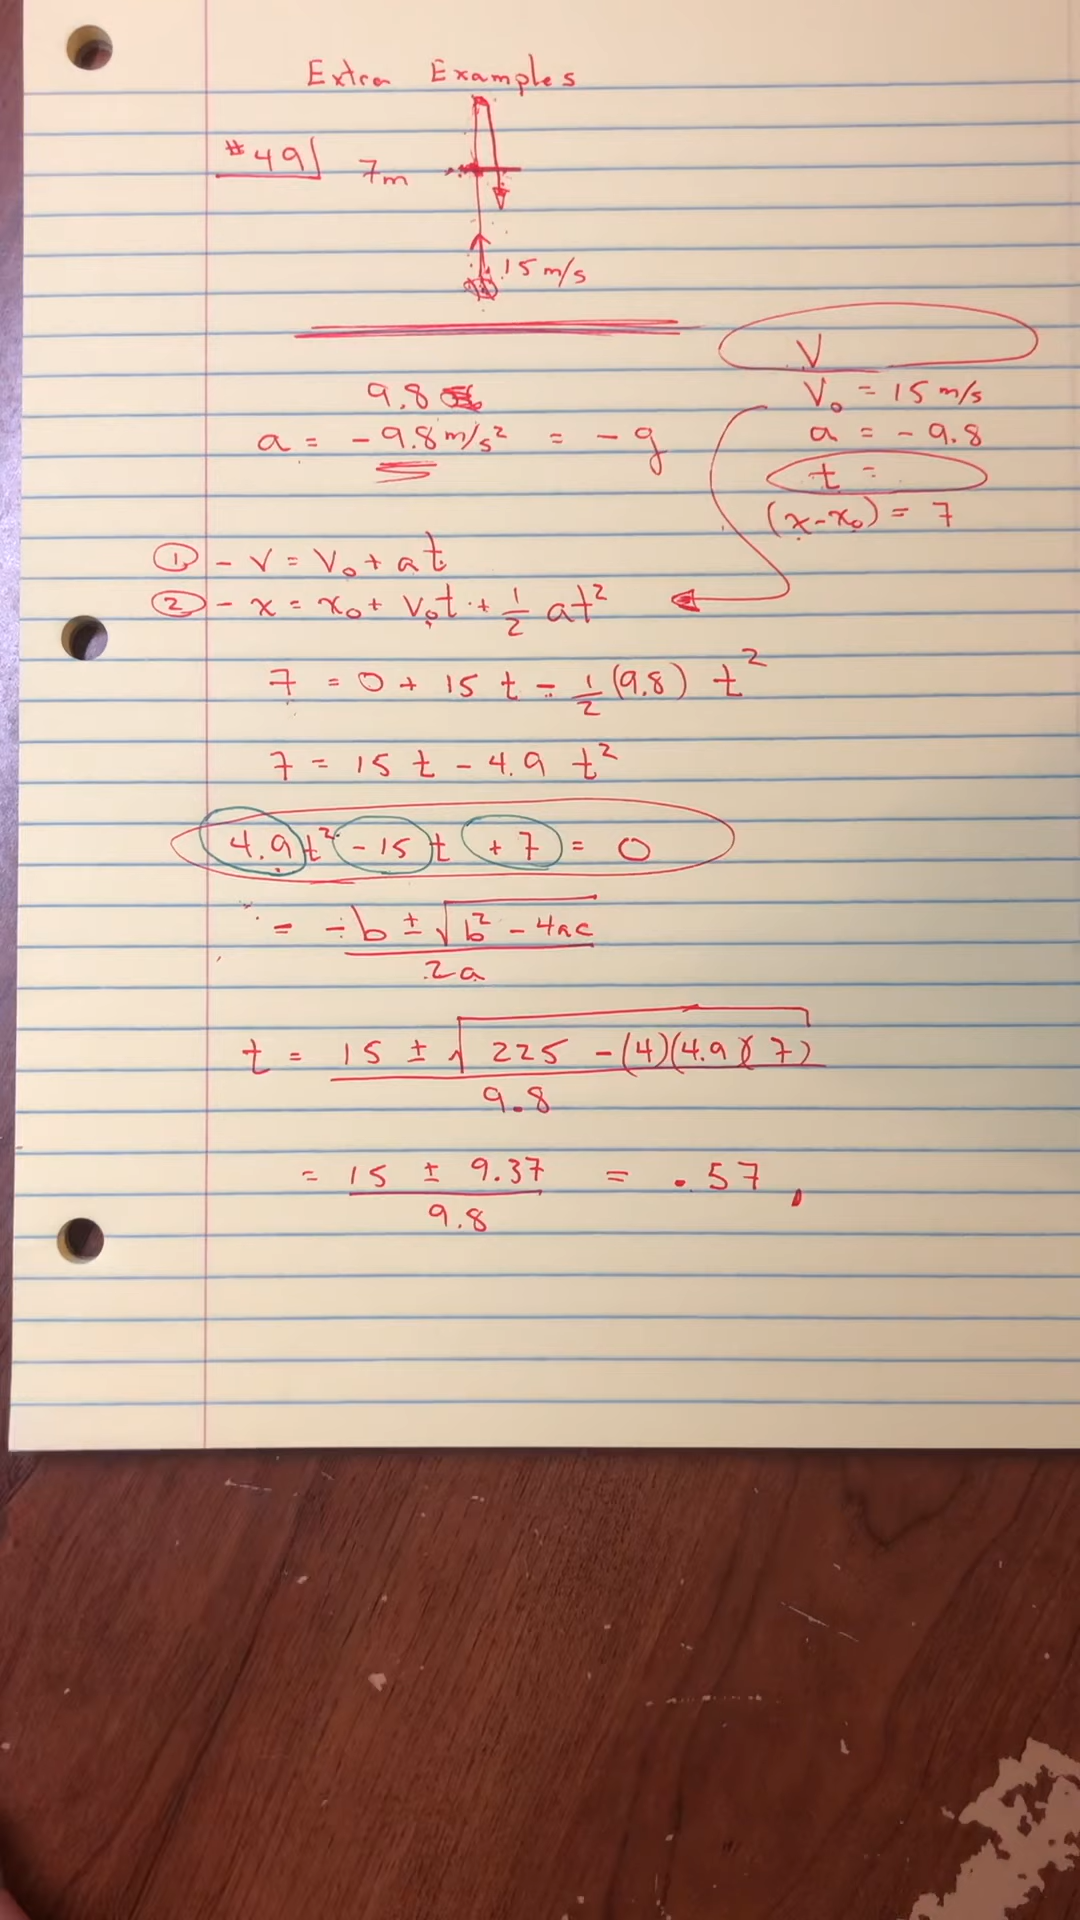 Extra Examples
#49
7m
15 m/s
9.8
a = -9.8 m/s² = -g
V
V₀ = 15 m/s
a = -9.8
t =
(x-x₀) = 7
① - v = v₀ + at
② - x = x₀ + v₀t + 1/2 at²
7 = 0 + 15 t - 1/2 (9.8) t²
7 = 15 t - 4.9 t²
4.9t² - 15t + 7 = 0
= -b ± √b² - 4ac / 2a
t = 15 ± √225 - (4)(4.9)(7) / 9.8
= 15 ± 9.37 / 9.8 = .57,